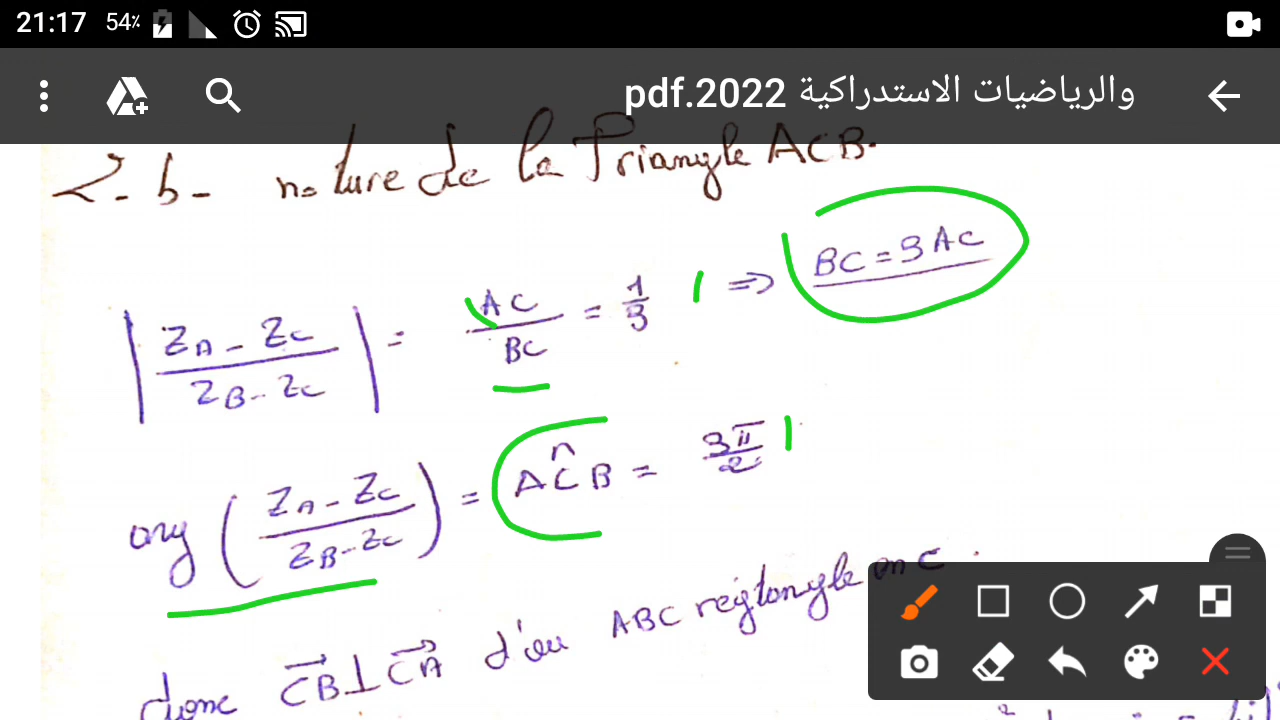 21:17 54%
والرياضيات الاستدراكية 2022.pdf
2-b- nature de la Triangle ACB.
|ZA-ZC / ZB-ZC| = AC/BC = 1/3 ⇒ BC=3AC
arg (ZA-ZC / ZB-ZC) = AĈB = 3π/2
donc CB⊥CA d'où ABC réctangle en C.